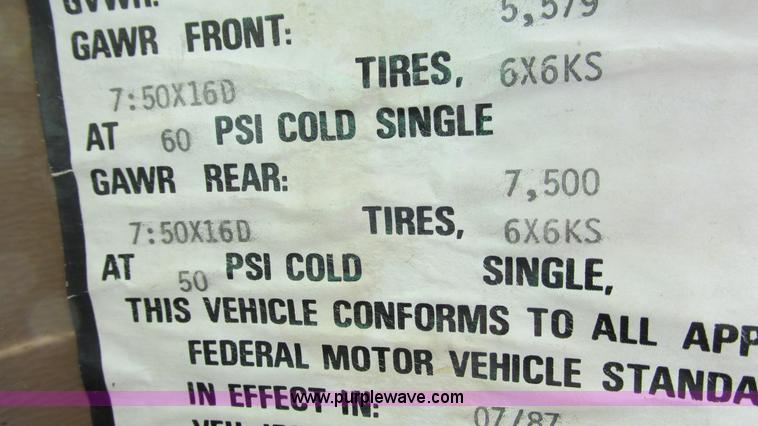 GVWR:
5,579
GAWR FRONT:
7:50X16D TIRES, 6X6KS
AT 60 PSI COLD SINGLE
GAWR REAR: 7,500
7:50X16D TIRES, 6X6KS
AT 50 PSI COLD SINGLE,
THIS VEHICLE CONFORMS TO ALL APP
FEDERAL MOTOR VEHICLE STANDA
IN EFFECT IN: 07/87
www.purplewave.com